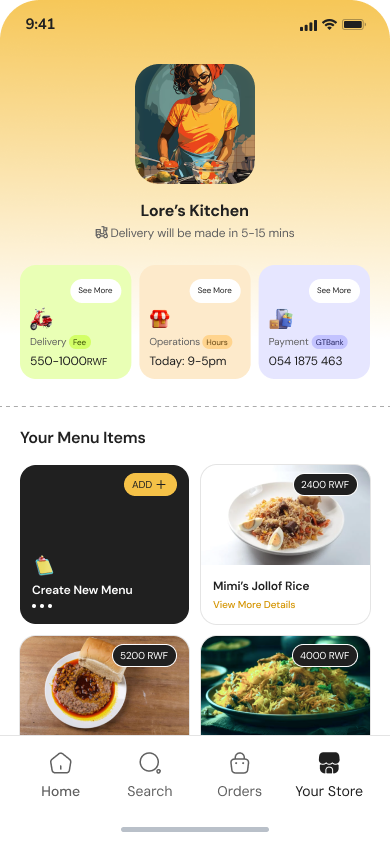 9:41
Lore’s Kitchen
Delivery will be made in 5-15 mins
See More
See More
See More
Delivery Fee
Operations Hours
Payment GTBank
550-1000RWF
Today: 9-5pm
054 1875 463
Your Menu Items
ADD +
2400 RWF
Create New Menu
Mimi’s Jollof Rice
View More Details
5200 RWF
4000 RWF
Home
Search
Orders
Your Store